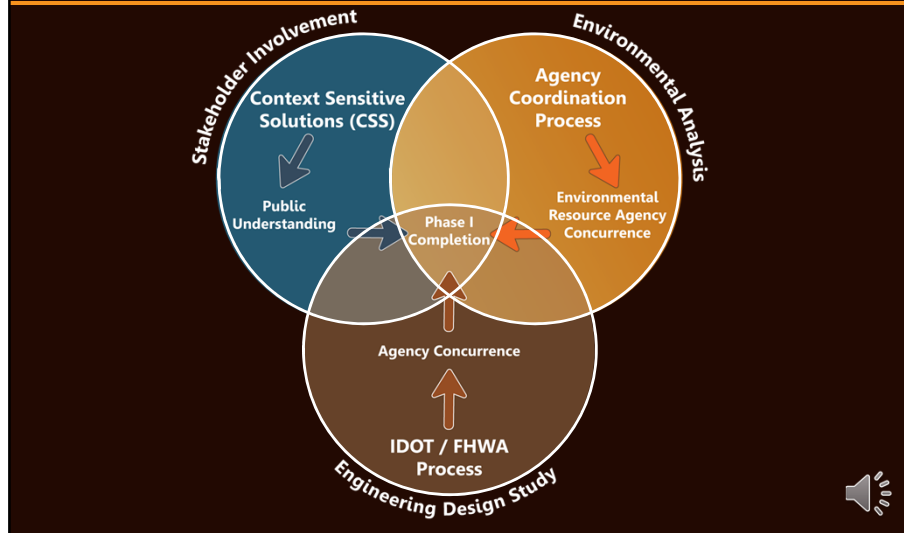 Stakeholder Involvement
Environmental Analysis
Context Sensitive
Solutions (CSS)
Public
Understanding
Agency
Coordination
Process
Environmental
Resource Agency
Concurrence
Phase I
Completion
Agency Concurrence
IDOT / FHWA
Process
Engineering Design Study